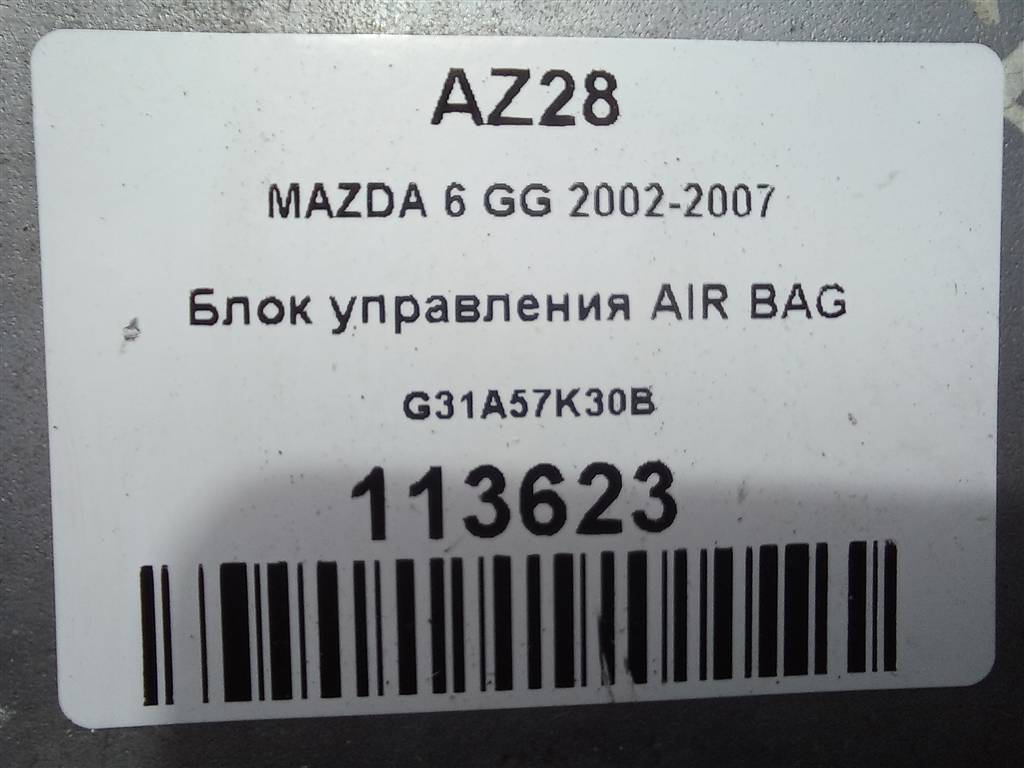 AZ28
MAZDA 6 GG 2002-2007
Блок управления AIR BAG
G31A57K30B
113623